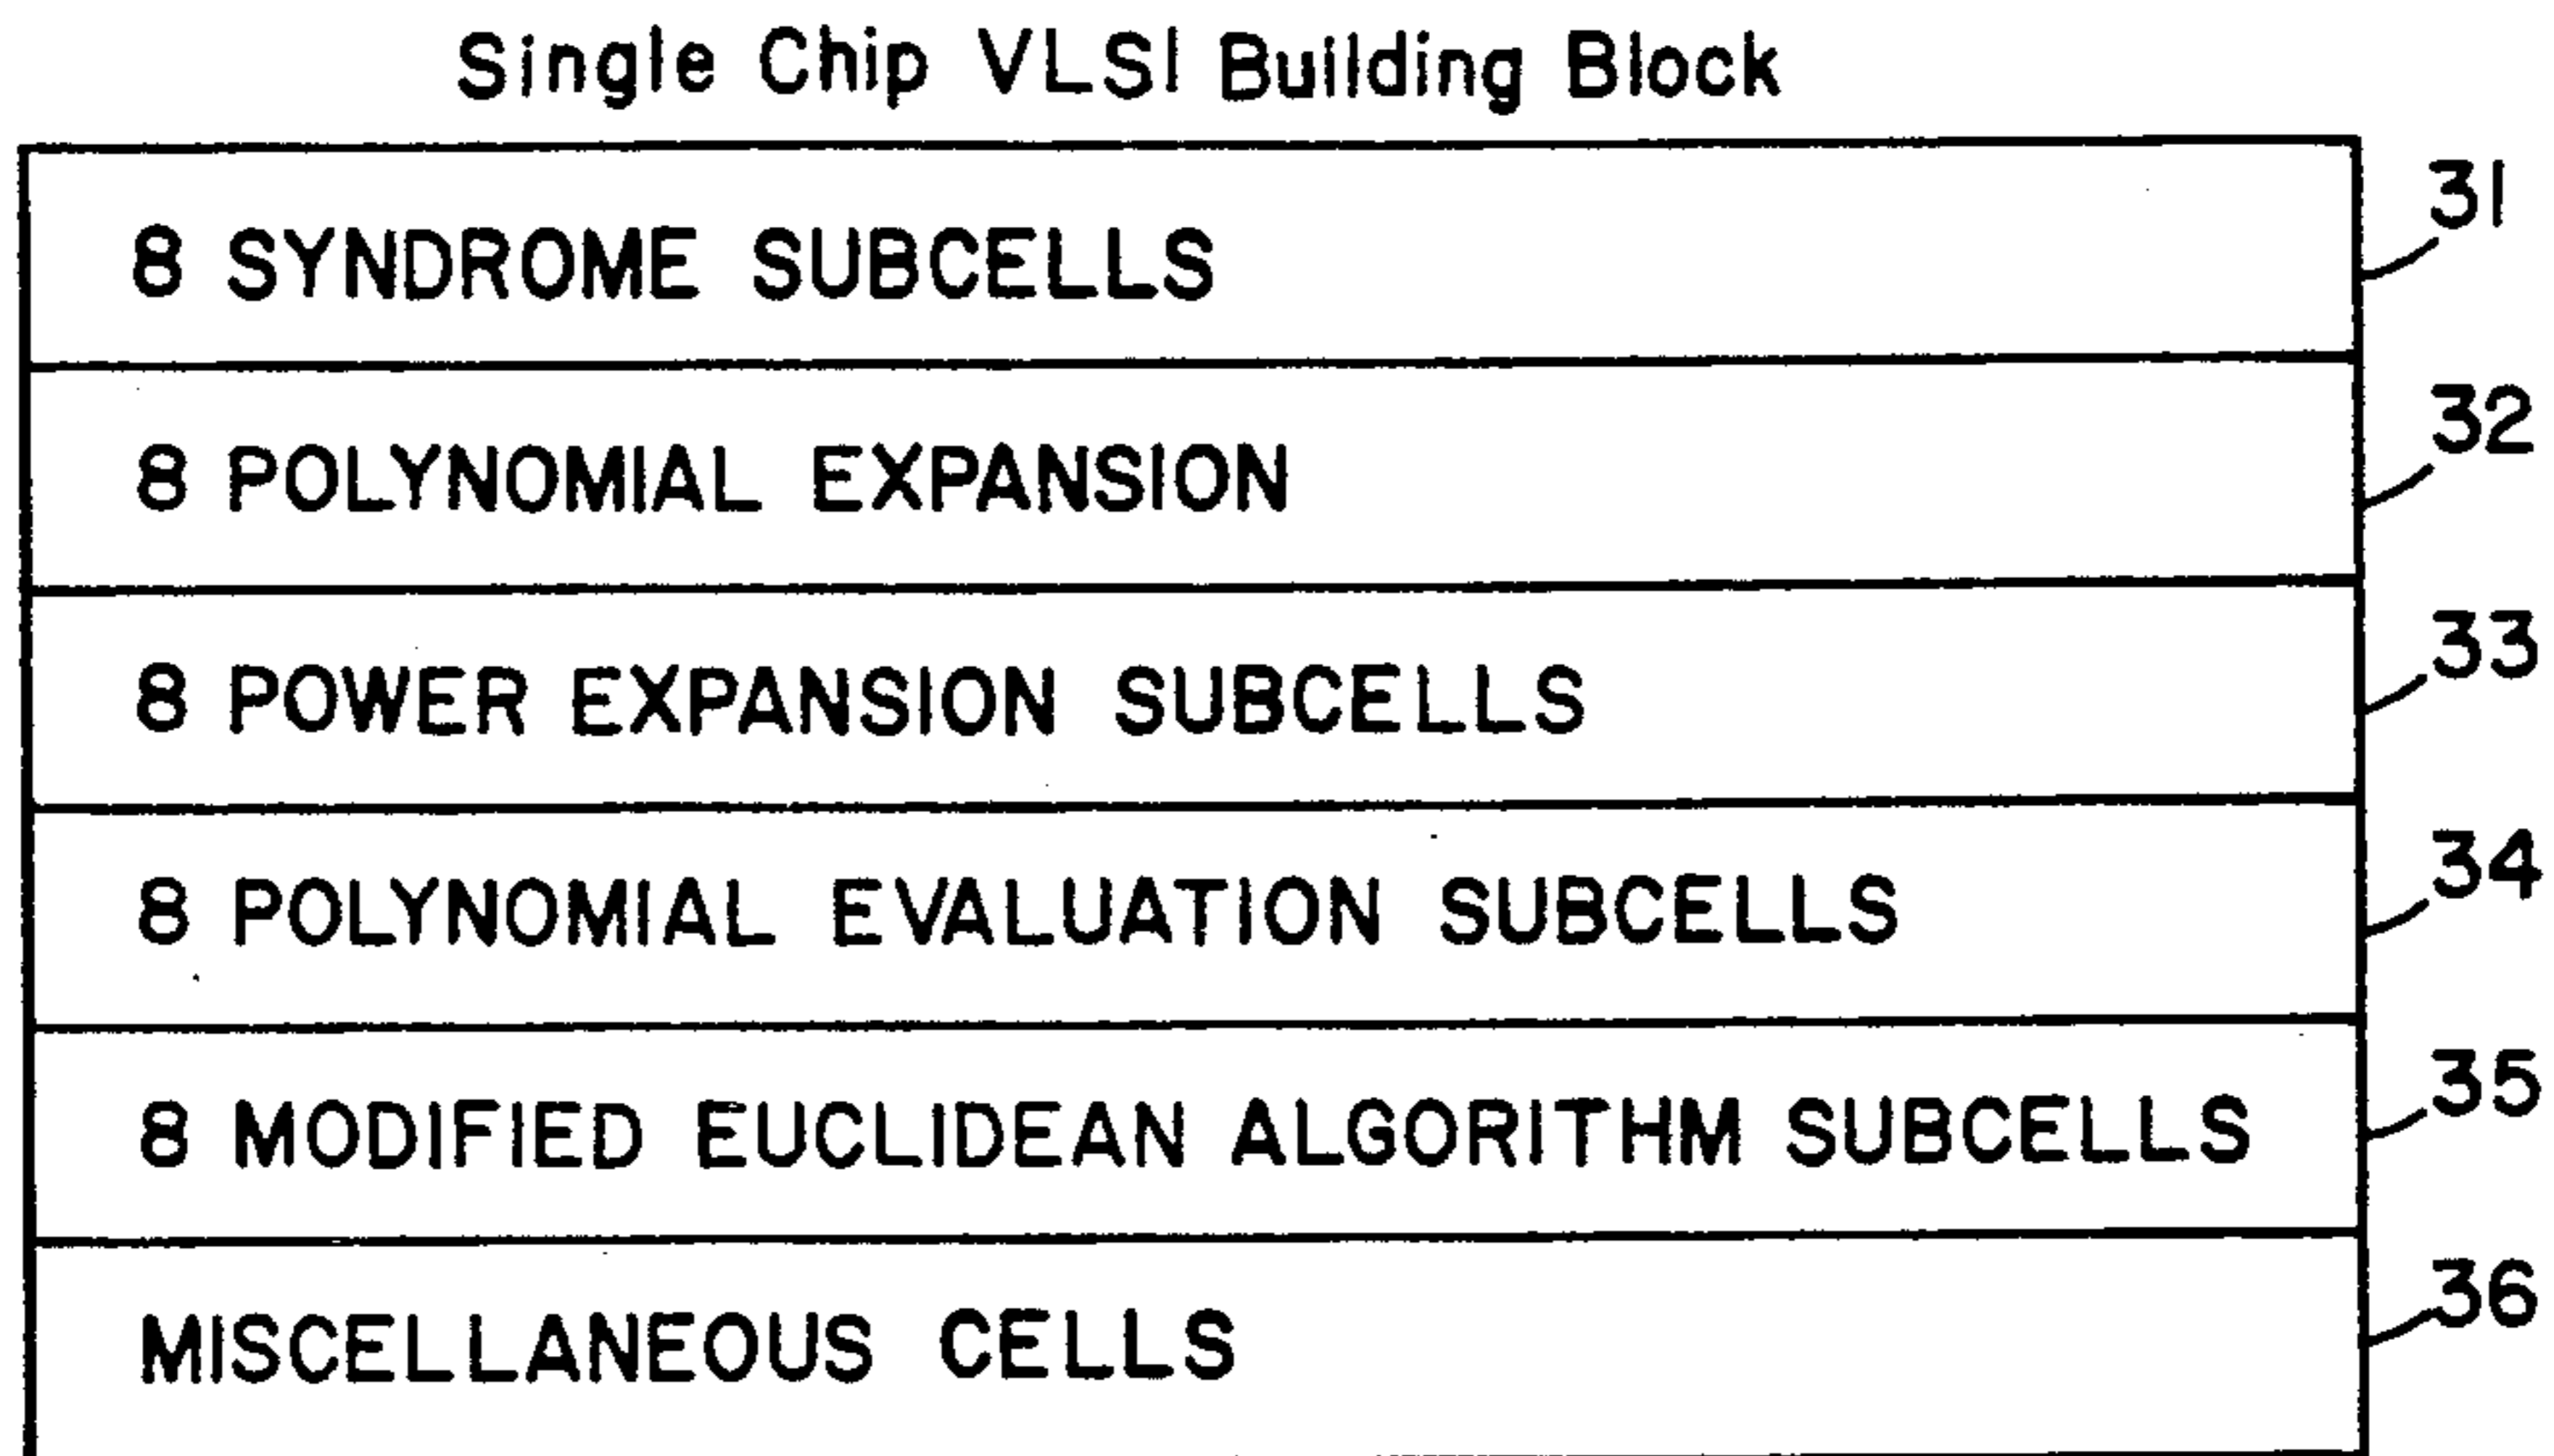 Single Chip VLSI Building Block
8 SYNDROME SUBCELLS
31
8 POLYNOMIAL EXPANSION
32
8 POWER EXPANSION SUBCELLS
33
8 POLYNOMIAL EVALUATION SUBCELLS
34
8 MODIFIED EUCLIDEAN ALGORITHM SUBCELLS
35
MISCELLANEOUS CELLS
36